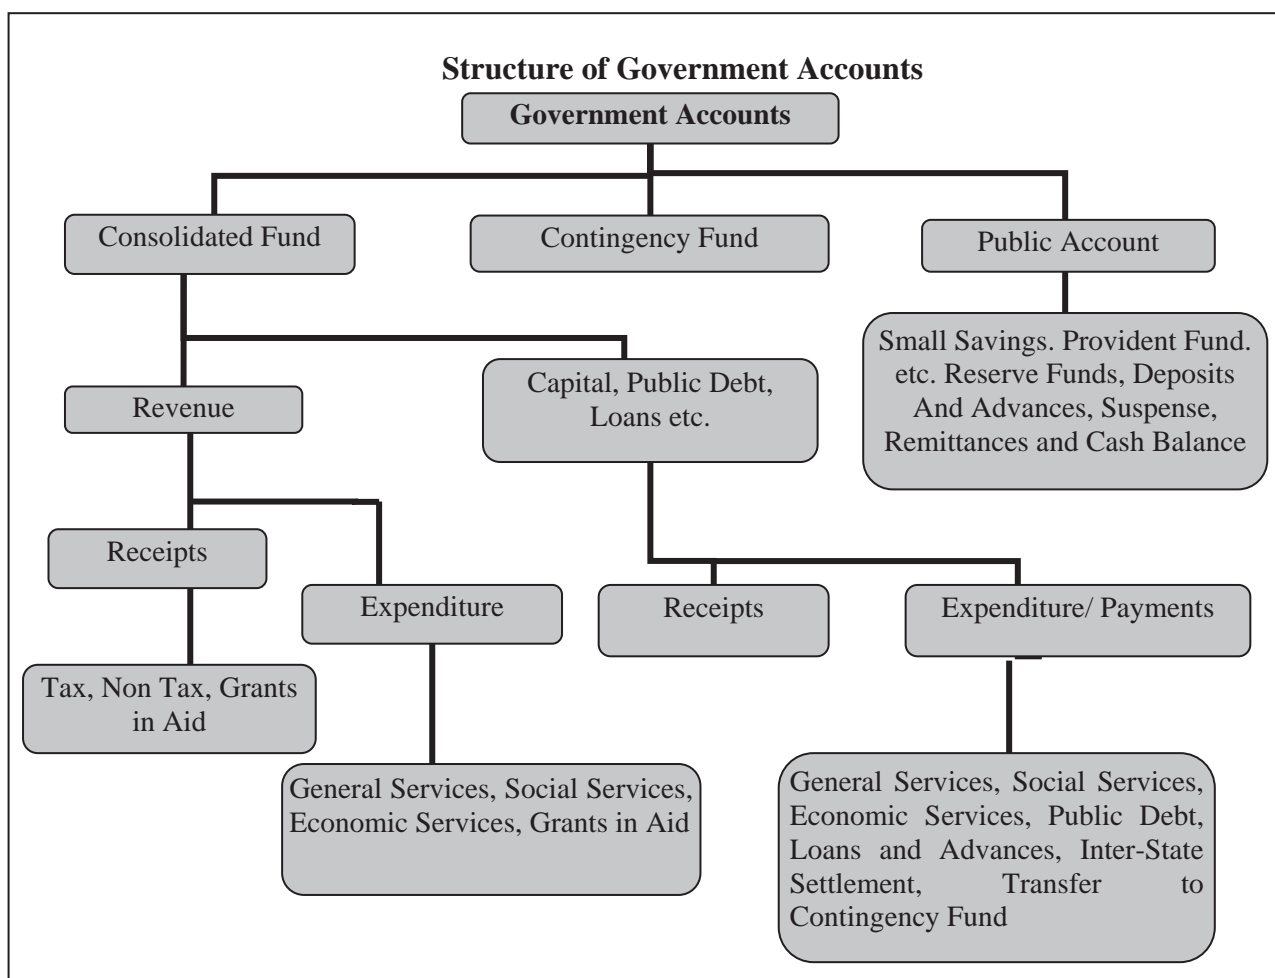 Structure of Government Accounts
Government Accounts
Consolidated Fund
Contingency Fund
Public Account
Small Savings. Provident Fund.
etc. Reserve Funds, Deposits
And Advances, Suspense,
Remittances and Cash Balance
Revenue
Capital, Public Debt,
Loans etc.
Receipts
Expenditure
Receipts
Expenditure/ Payments
Tax, Non Tax, Grants
in Aid
General Services, Social Services,
Economic Services, Grants in Aid
General Services, Social Services,
Economic Services, Public Debt,
Loans and Advances, Inter-State
Settlement, Transfer to
Contingency Fund